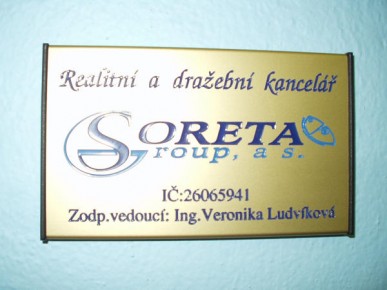 Realitní a dražební kancelář
SORETA
Group, a s.
IČ:26065941
Zodp.vedoucí: Ing.Veronika Ludvíková